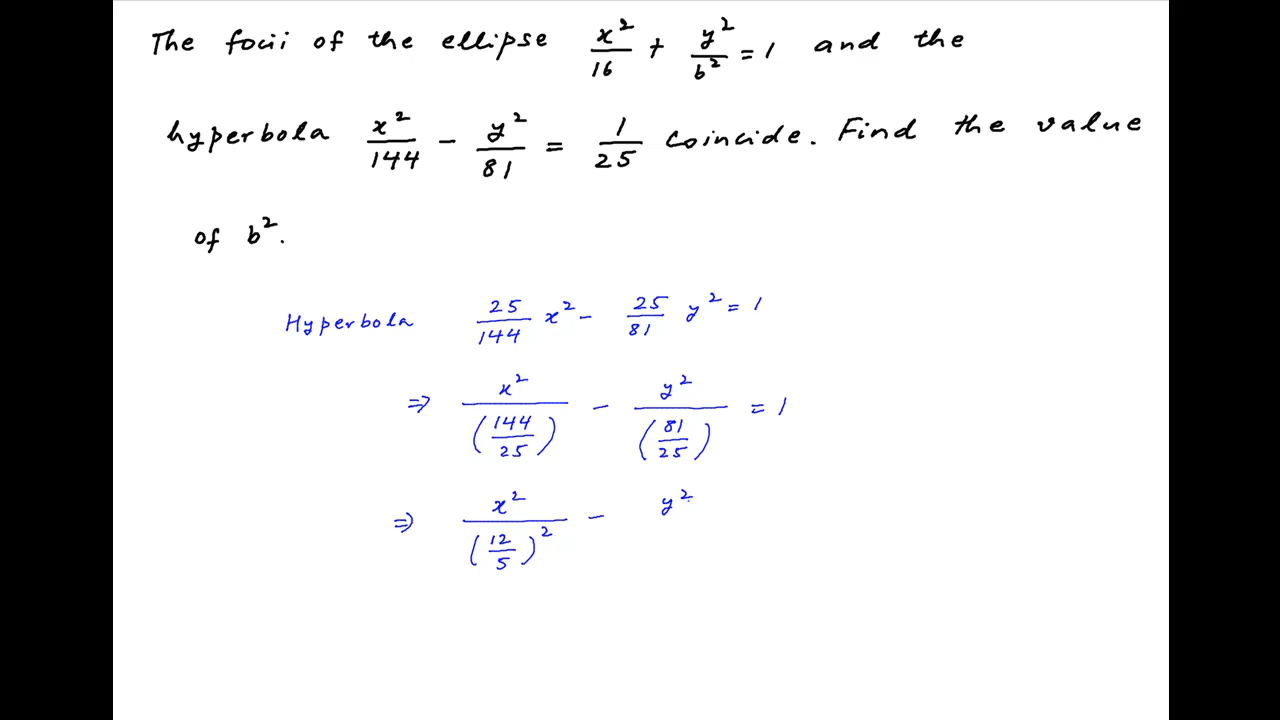 The focii of the ellipse x²/16 + y²/b² = 1 and the
hyperbola x²/144 - y²/81 = 1/25 coincide. Find the value
of b².
Hyperbola 25/144 x² - 25/81 y² = 1
⇒ x²/(144/25) - y²/(81/25) = 1
⇒ x²/(12/5)² - y²